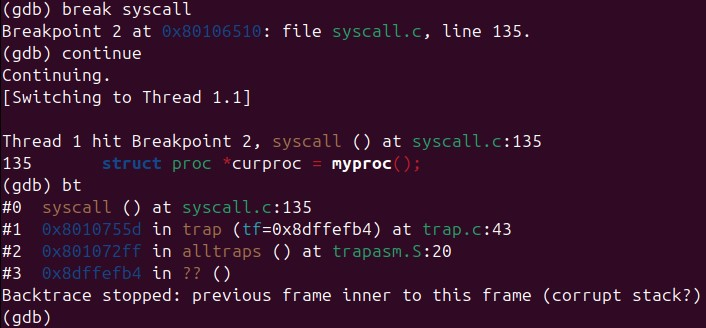 (gdb) break syscall
Breakpoint 2 at 0x80106510: file syscall.c, line 135.
(gdb) continue
Continuing.
[Switching to Thread 1.1]
Thread 1 hit Breakpoint 2, syscall () at syscall.c:135
135	  struct proc *curproc = myproc();
(gdb) bt
#0  syscall () at syscall.c:135
#1  0x8010755d in trap (tf=0x8dffefb4) at trap.c:43
#2  0x801072ff in alltraps () at trapasm.S:20
#3  0x8dffefb4 in ?? ()
Backtrace stopped: previous frame inner to this frame (corrupt stack?)
(gdb)